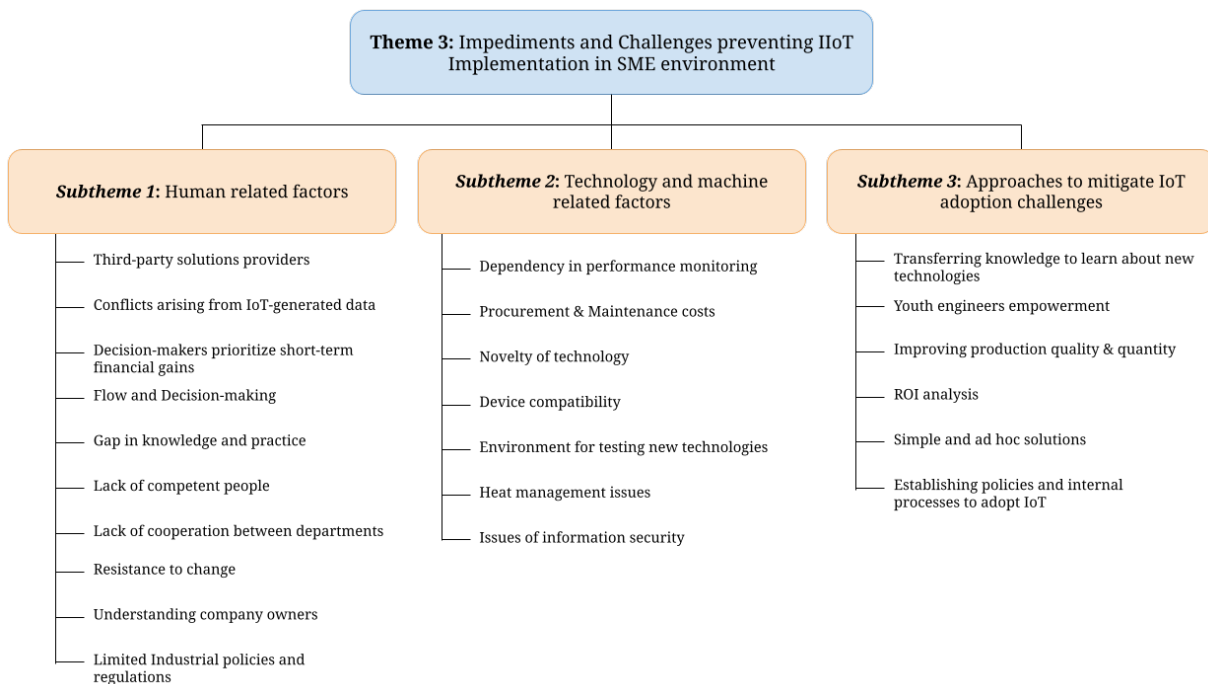 Theme 3: Impediments and Challenges preventing IIoT
Implementation in SME environment
Subtheme 1: Human related factors
Third-party solutions providers
Conflicts arising from IoT-generated data
Decision-makers prioritize short-term
financial gains
Flow and Decision-making
Gap in knowledge and practice
Lack of competent people
Lack of cooperation between departments
Resistance to change
Understanding company owners
Limited Industrial policies and
regulations
Subtheme 2: Technology and machine
related factors
Dependency in performance monitoring
Procurement & Maintenance costs
Novelty of technology
Device compatibility
Environment for testing new technologies
Heat management issues
Issues of information security
Subtheme 3: Approaches to mitigate IoT
adoption challenges
Transferring knowledge to learn about new
technologies
Youth engineers empowerment
Improving production quality & quantity
ROI analysis
Simple and ad hoc solutions
Establishing policies and internal
processes to adopt IoT